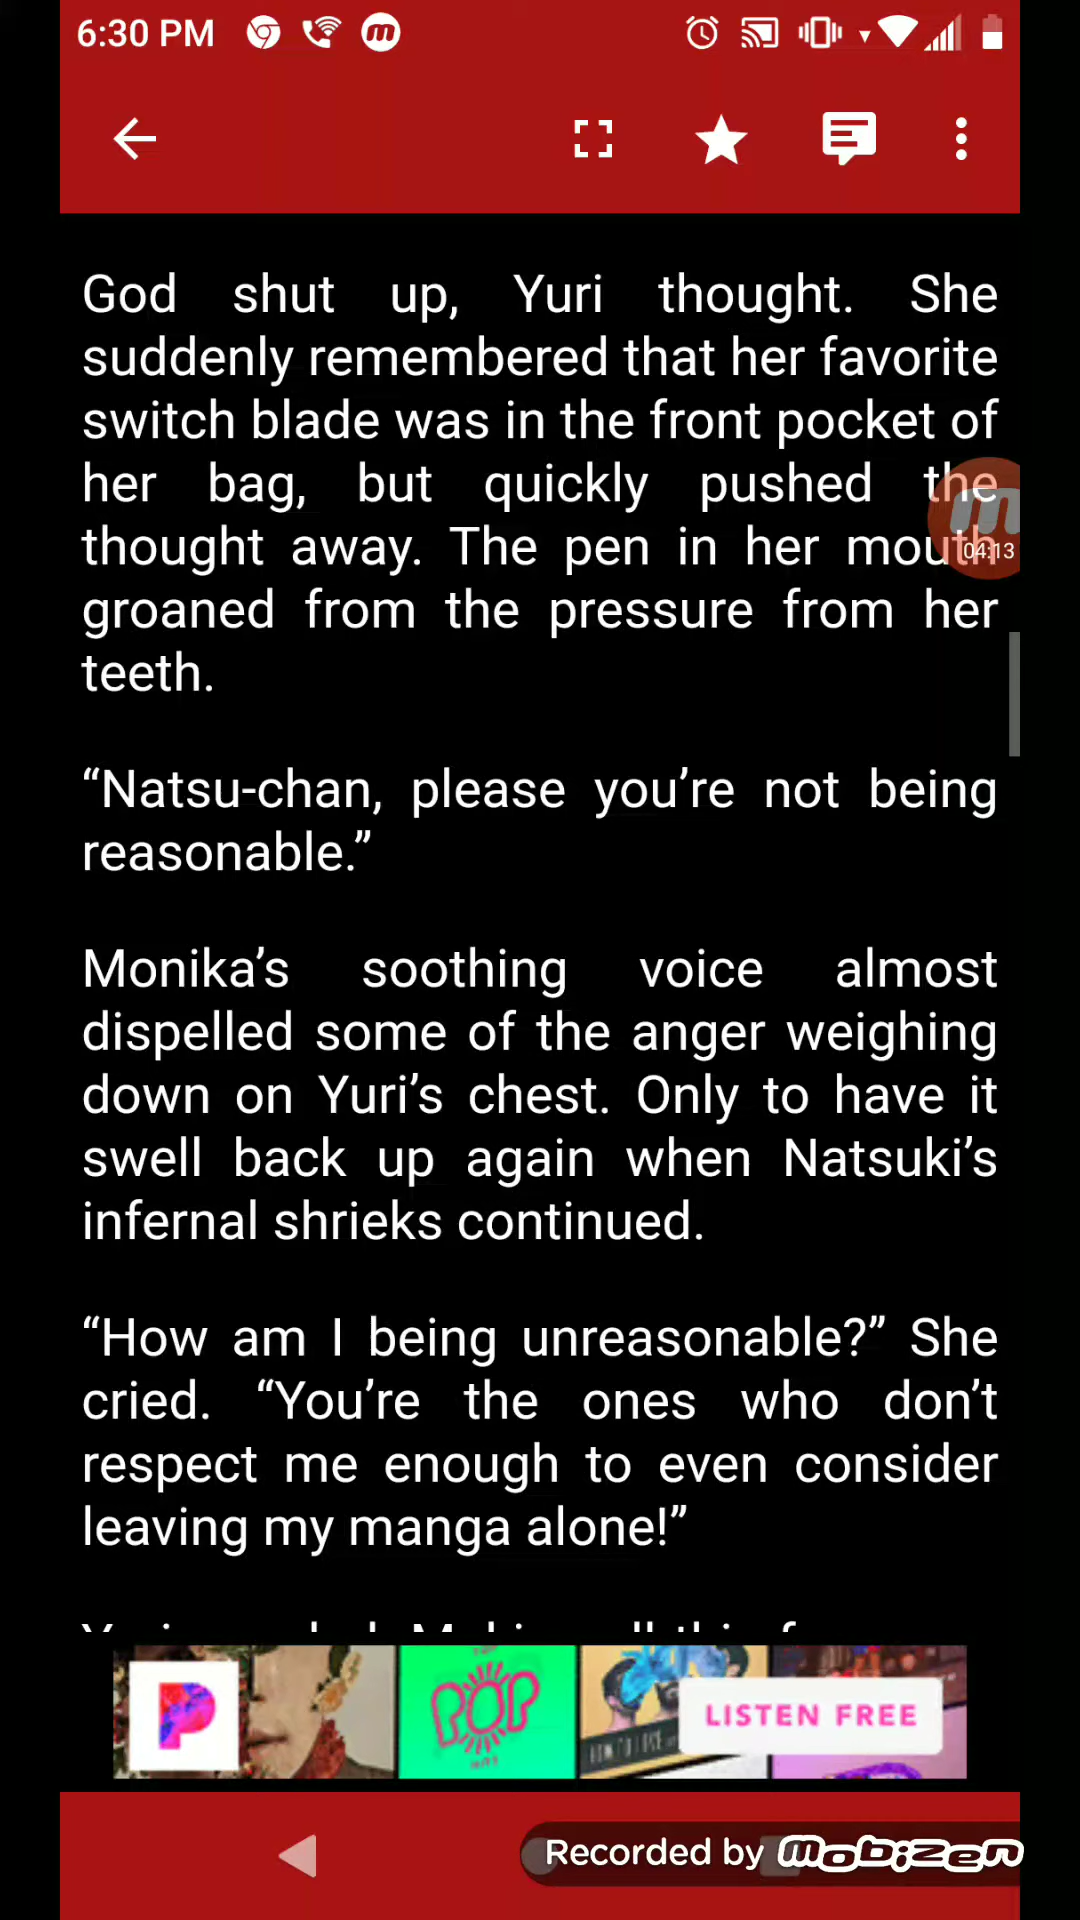 6:30 PM
God shut up, Yuri thought. She
suddenly remembered that her favorite
switch blade was in the front pocket of
her bag, but quickly pushed the
thought away. The pen in her mouth
04:13
groaned from the pressure from her
teeth.
“Natsu-chan, please you’re not being
reasonable.”
Monika’s soothing voice almost
dispelled some of the anger weighing
down on Yuri’s chest. Only to have it
swell back up again when Natsuki’s
infernal shrieks continued.
“How am I being unreasonable?” She
cried. “You’re the ones who don’t
respect me enough to even consider
leaving my manga alone!”
POP
LISTEN FREE
Recorded by mobizen